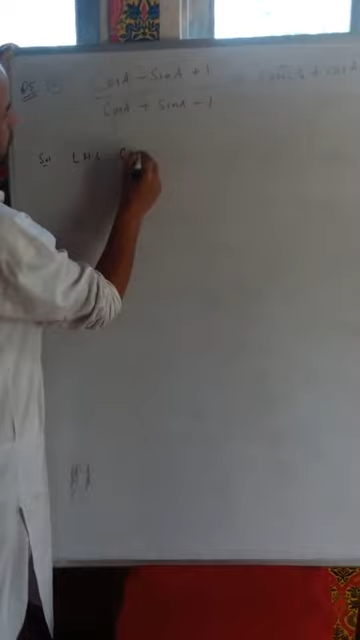 Q5 cosA - SinA + 1 = CosecA + cotA
CosA + SinA - 1
Sol LHS